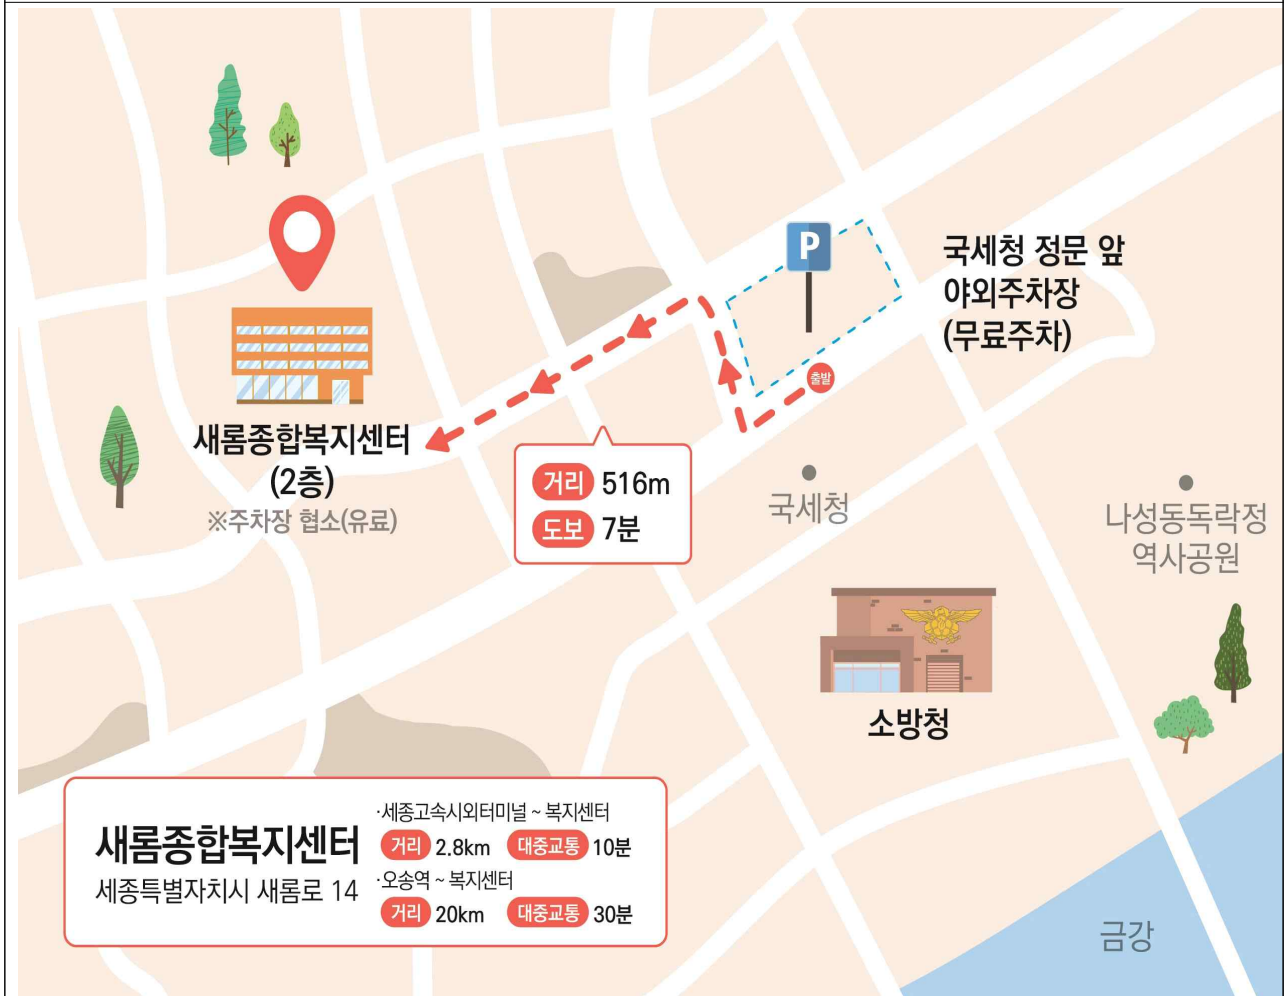 P
국세청 정문 앞
야외주차장
(무료주차)
출발
새롬종합복지센터
(2층)
※주차장 협소(유료)
거리 516m
도보 7분
국세청
나성동독락정
역사공원
소방청
새롬종합복지센터
세종특별자치시 새롬로 14
·세종고속시외터미널 ~ 복지센터
거리 2.8km 대중교통 10분
·오송역 ~ 복지센터
거리 20km 대중교통 30분
금강